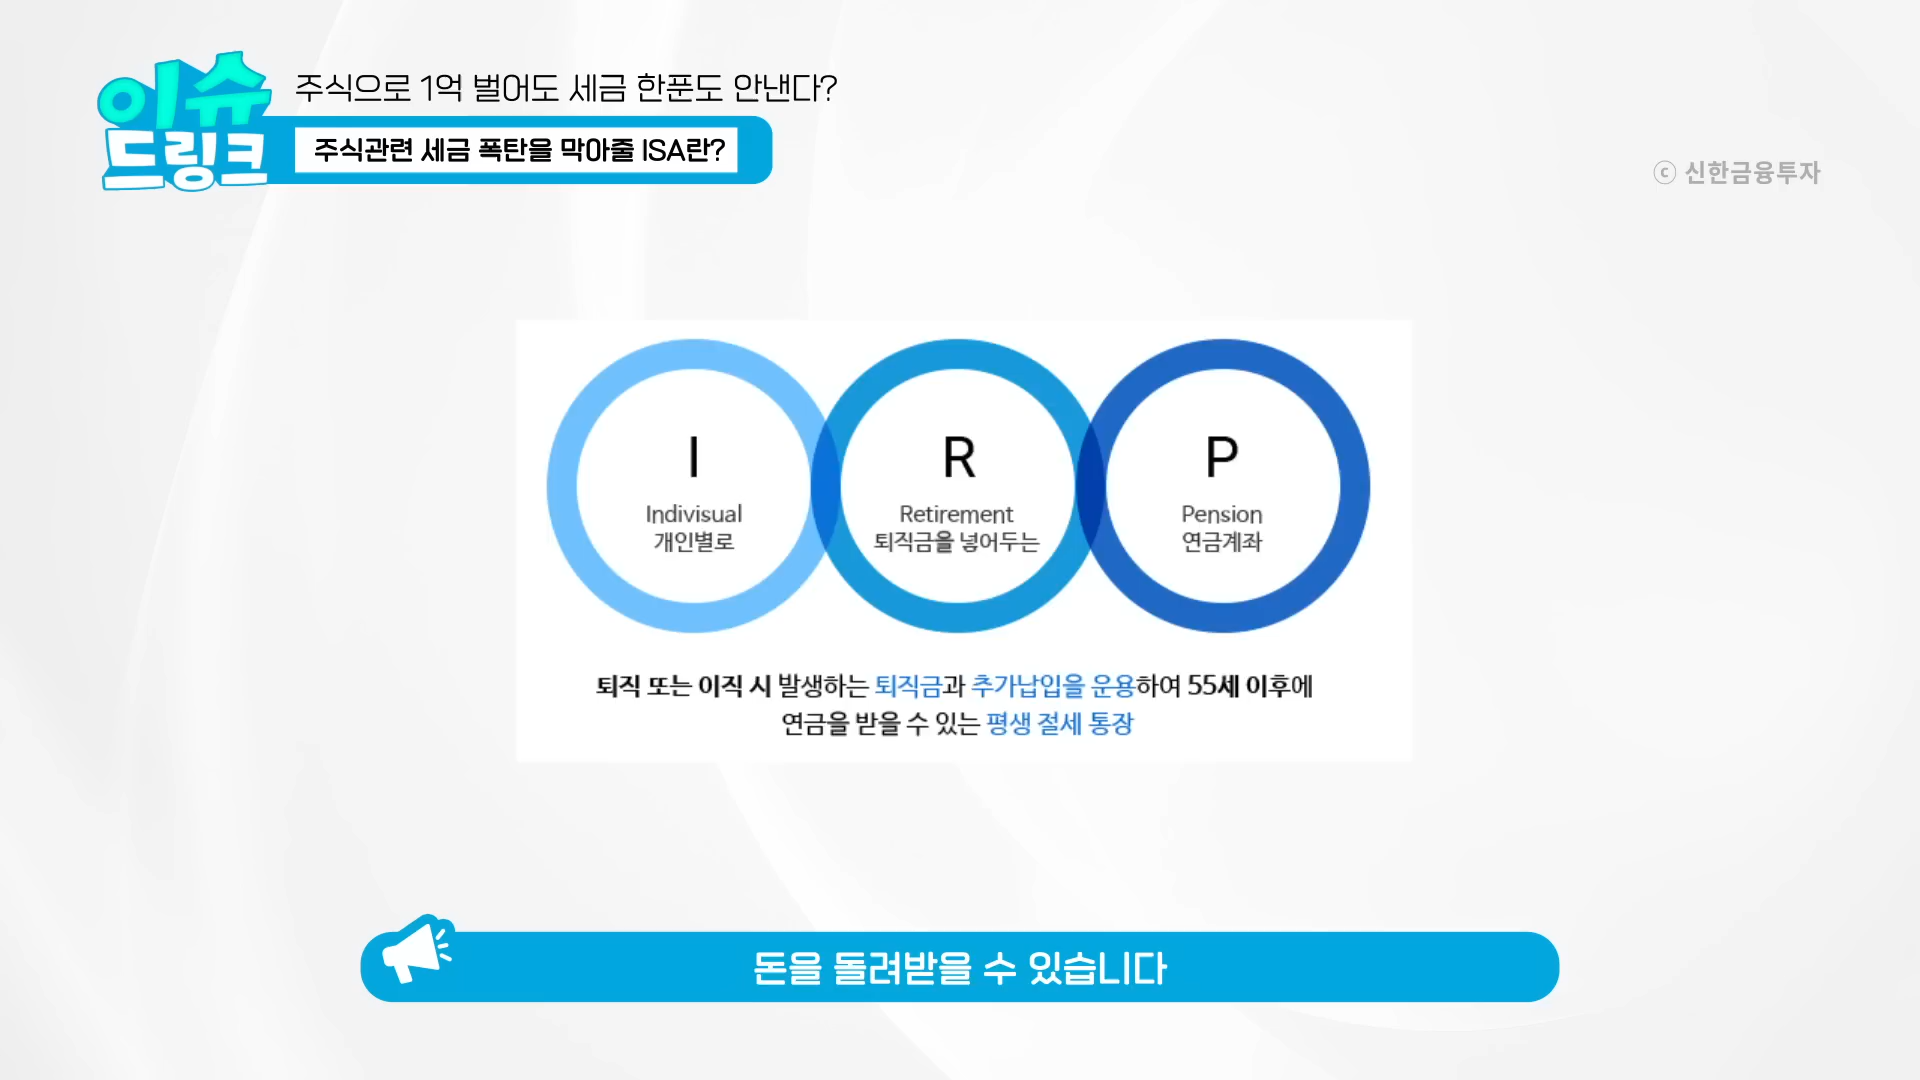 이슈
드링크
주식으로 1억 벌어도 세금 한푼도 안낸다?
주식관련 세금 폭탄을 막아줄 ISA란?
ⓒ 신한금융투자
I
Indivisual
개인별로
R
Retirement
퇴직금을 넣어두는
P
Pension
연금계좌
퇴직 또는 이직 시 발생하는 퇴직금과 추가납입을 운용하여 55세 이후에
연금을 받을 수 있는 평생 절세 통장
돈을 돌려받을 수 있습니다